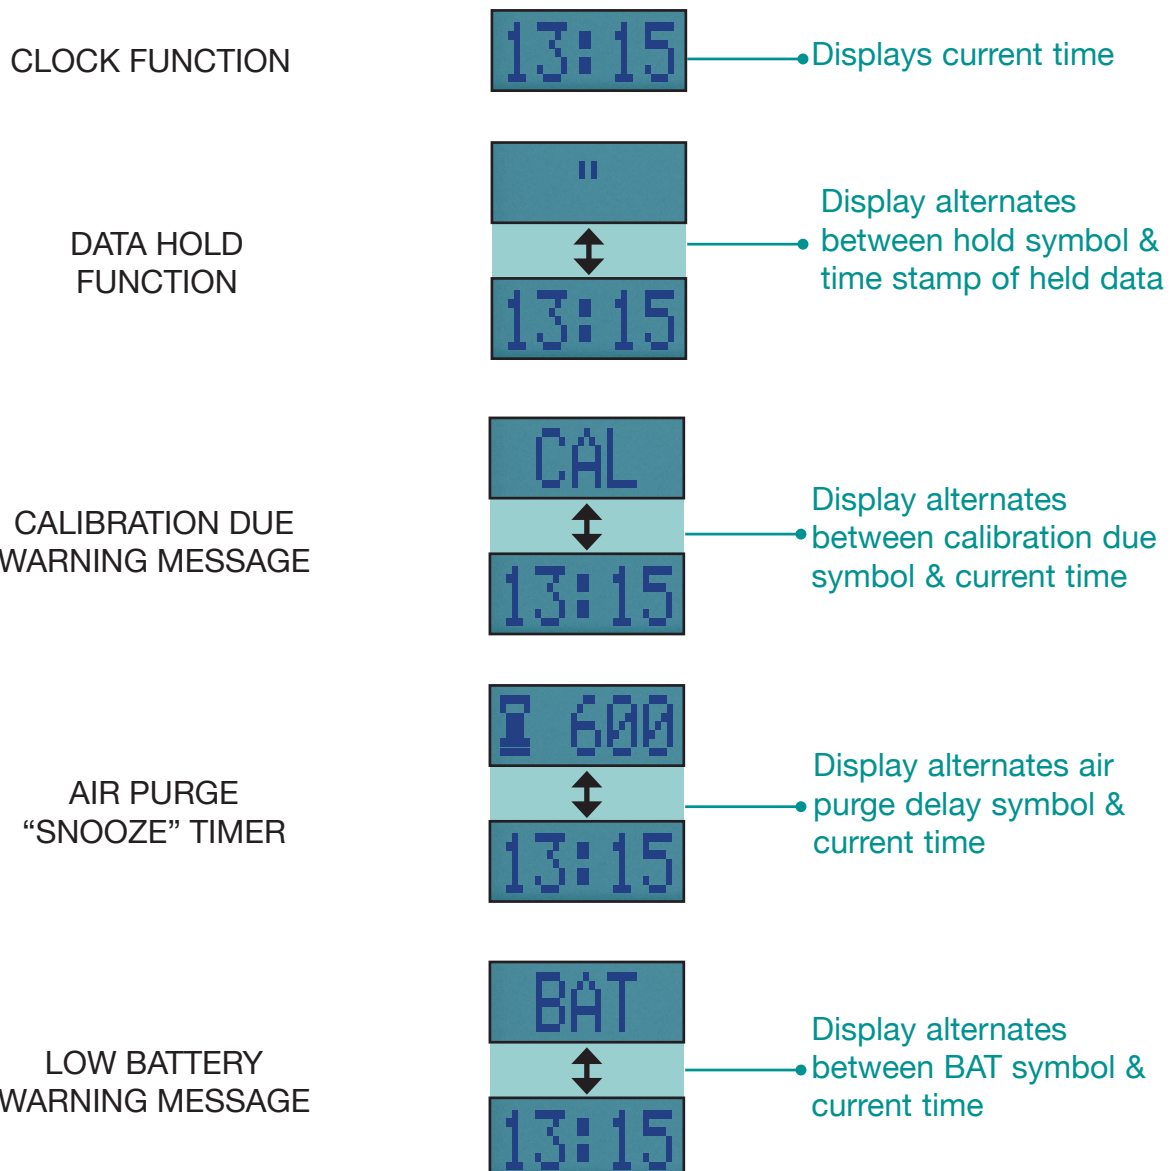 CLOCK FUNCTION
13:15
Displays current time
DATA HOLD
FUNCTION
"
13:15
Display alternates
between hold symbol &
time stamp of held data
CALIBRATION DUE
WARNING MESSAGE
CAL
13:15
Display alternates
between calibration due
symbol & current time
AIR PURGE
“SNOOZE” TIMER
600
13:15
Display alternates air
purge delay symbol &
current time
LOW BATTERY
WARNING MESSAGE
BAT
13:15
Display alternates
between BAT symbol &
current time